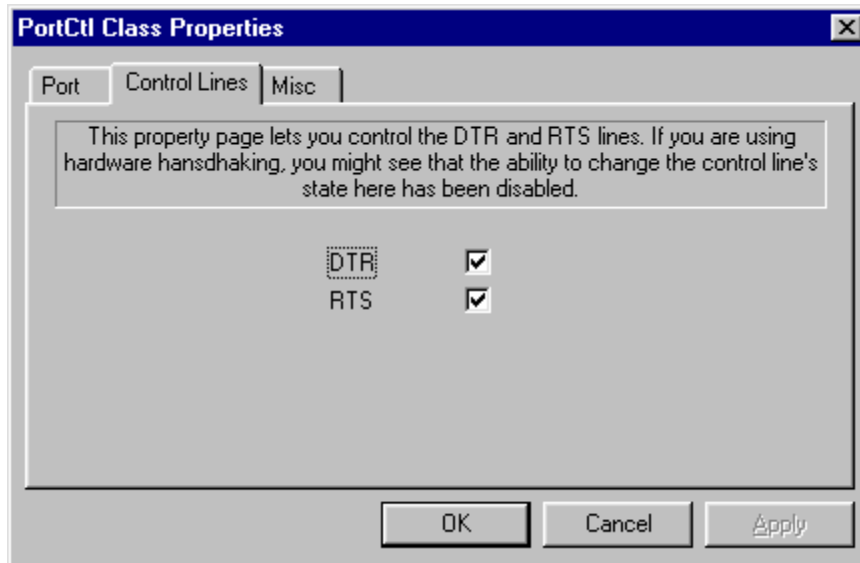 PortCtl Class Properties
Port Control Lines Misc
This property page lets you control the DTR and RTS lines. If you are using
hardware hansdhaking, you might see that the ability to change the control line's
state here has been disabled.
DTR
RTS
OK Cancel Apply